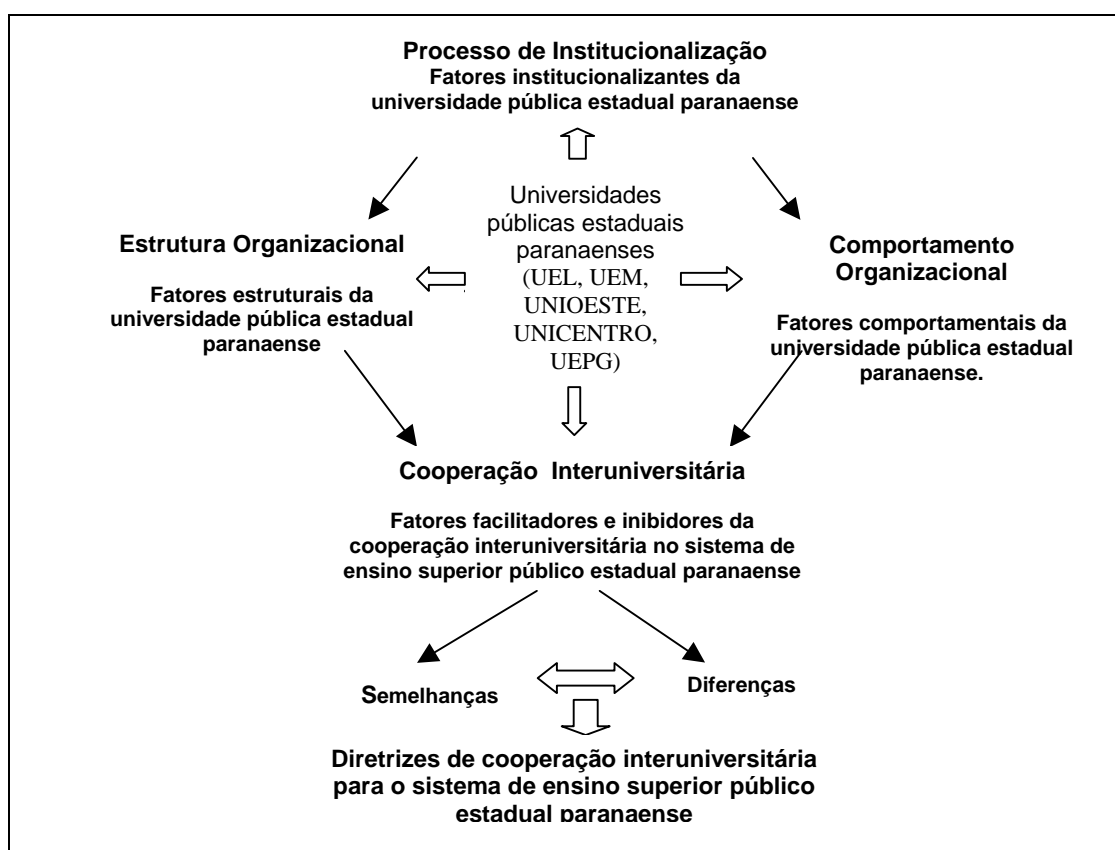 Processo de Institucionalização
Fatores institucionalizantes da
universidade pública estadual paranaense
Universidades
públicas estaduais
paranaenses
(UEL, UEM,
UNIOESTE,
UNICENTRO,
UEPG)
Estrutura Organizacional
Fatores estruturais da
universidade pública estadual
paranaense
Comportamento
Organizacional
Fatores comportamentais da
universidade pública estadual
paranaense.
Cooperação Interuniversitária
Fatores facilitadores e inibidores da
cooperação interuniversitária no sistema de
ensino superior público estadual paranaense
Semelhanças
Diferenças
Diretrizes de cooperação interuniversitária
para o sistema de ensino superior público
estadual paranaense